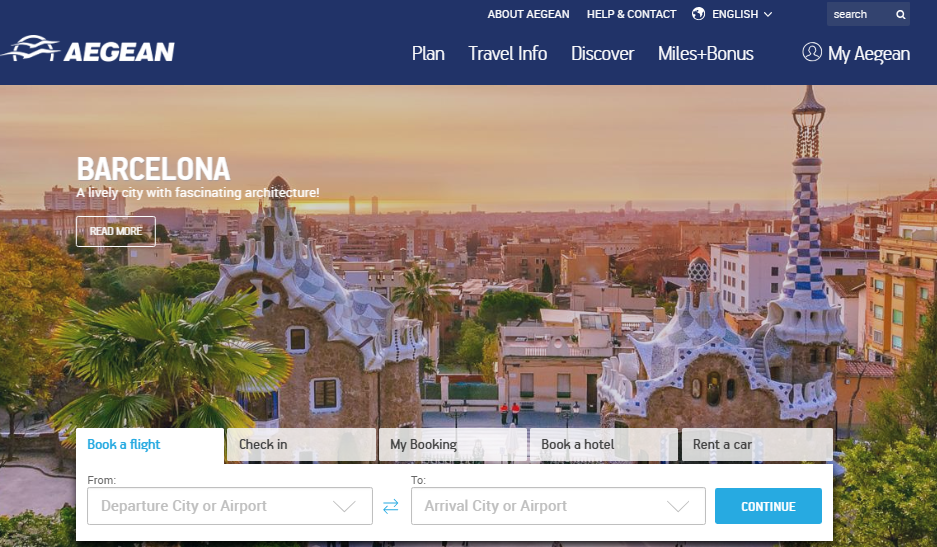 ABOUT AEGEAN HELP & CONTACT ENGLISH search
AEGEAN Plan Travel Info Discover Miles+Bonus My Aegean
BARCELONA
A lively city with fascinating architecture!
READ MORE
Book a flight Check in My Booking Book a hotel Rent a car
From: To:
Departure City or Airport Arrival City or Airport CONTINUE